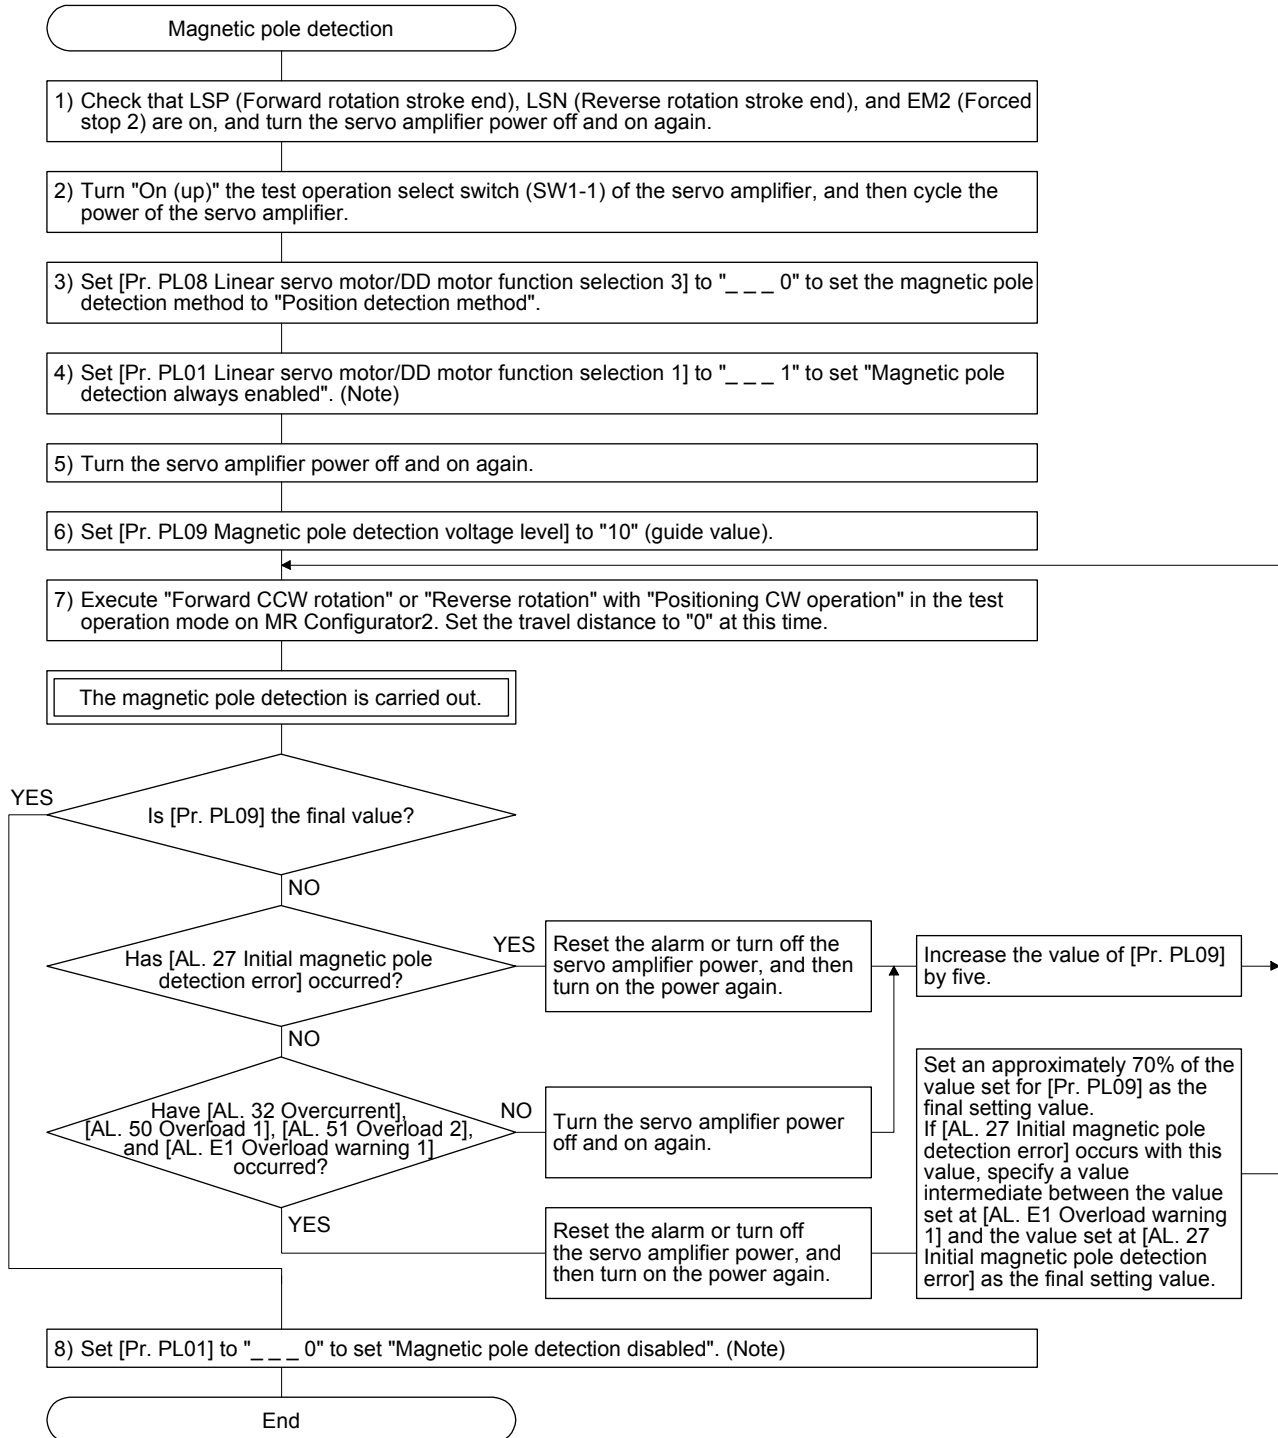 Magnetic pole detection
1) Check that LSP (Forward rotation stroke end), LSN (Reverse rotation stroke end), and EM2 (Forced
stop 2) are on, and turn the servo amplifier power off and on again.
2) Turn "On (up)" the test operation select switch (SW1-1) of the servo amplifier, and then cycle the
power of the servo amplifier.
3) Set [Pr. PL08 Linear servo motor/DD motor function selection 3] to "_ _ _ 0" to set the magnetic pole
detection method to "Position detection method".
4) Set [Pr. PL01 Linear servo motor/DD motor function selection 1] to "_ _ _ 1" to set "Magnetic pole
detection always enabled". (Note)
5) Turn the servo amplifier power off and on again.
6) Set [Pr. PL09 Magnetic pole detection voltage level] to "10" (guide value).
7) Execute "Forward CCW rotation" or "Reverse rotation" with "Positioning CW operation" in the test
operation mode on MR Configurator2. Set the travel distance to "0" at this time.
The magnetic pole detection is carried out.
YES
Is [Pr. PL09] the final value?
NO
Has [AL. 27 Initial magnetic pole
detection error] occurred?
YES
Reset the alarm or turn off the
servo amplifier power, and then
turn on the power again.
Increase the value of [Pr. PL09]
by five.
NO
Have [AL. 32 Overcurrent],
[AL. 50 Overload 1], [AL. 51 Overload 2],
and [AL. E1 Overload warning 1]
occurred?
NO
Turn the servo amplifier power
off and on again.
YES
Reset the alarm or turn off
the servo amplifier power, and
then turn on the power again.
Set an approximately 70% of the
value set for [Pr. PL09] as the
final setting value.
If [AL. 27 Initial magnetic pole
detection error] occurs with this
value, specify a value
intermediate between the value
set at [AL. E1 Overload warning
1] and the value set at [AL. 27
Initial magnetic pole detection
error] as the final setting value.
8) Set [Pr. PL01] to "_ _ _ 0" to set "Magnetic pole detection disabled". (Note)
End